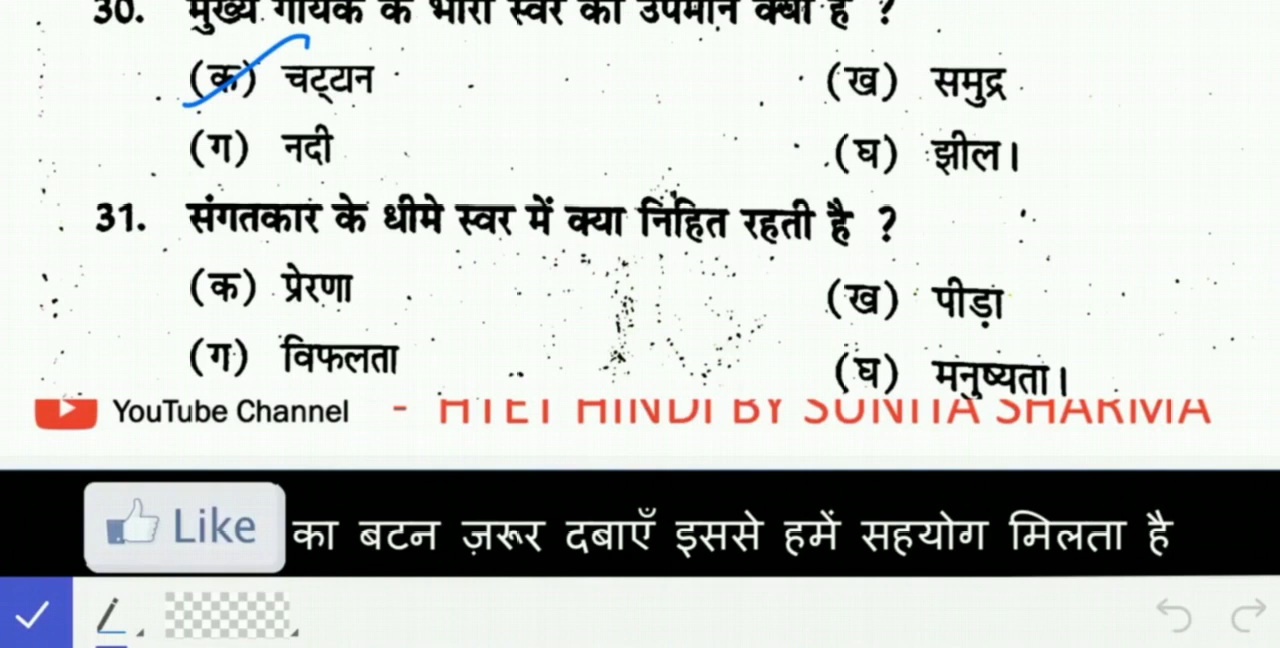 30. मुख्य गायक के भारी स्वर का उपमान क्या है ?
(क) चट्टान (ख) समुद्र
(ग) नदी (घ) झील।
31. संगतकार के धीमे स्वर में क्या निहित रहती है ?
(क) प्रेरणा (ख) पीड़ा
(ग) विफलता (घ) मनुष्यता।
YouTube Channel - HTET HINDI BY SUNITA SHARMA
Like का बटन ज़रूर दबाएँ इससे हमें सहयोग मिलता है